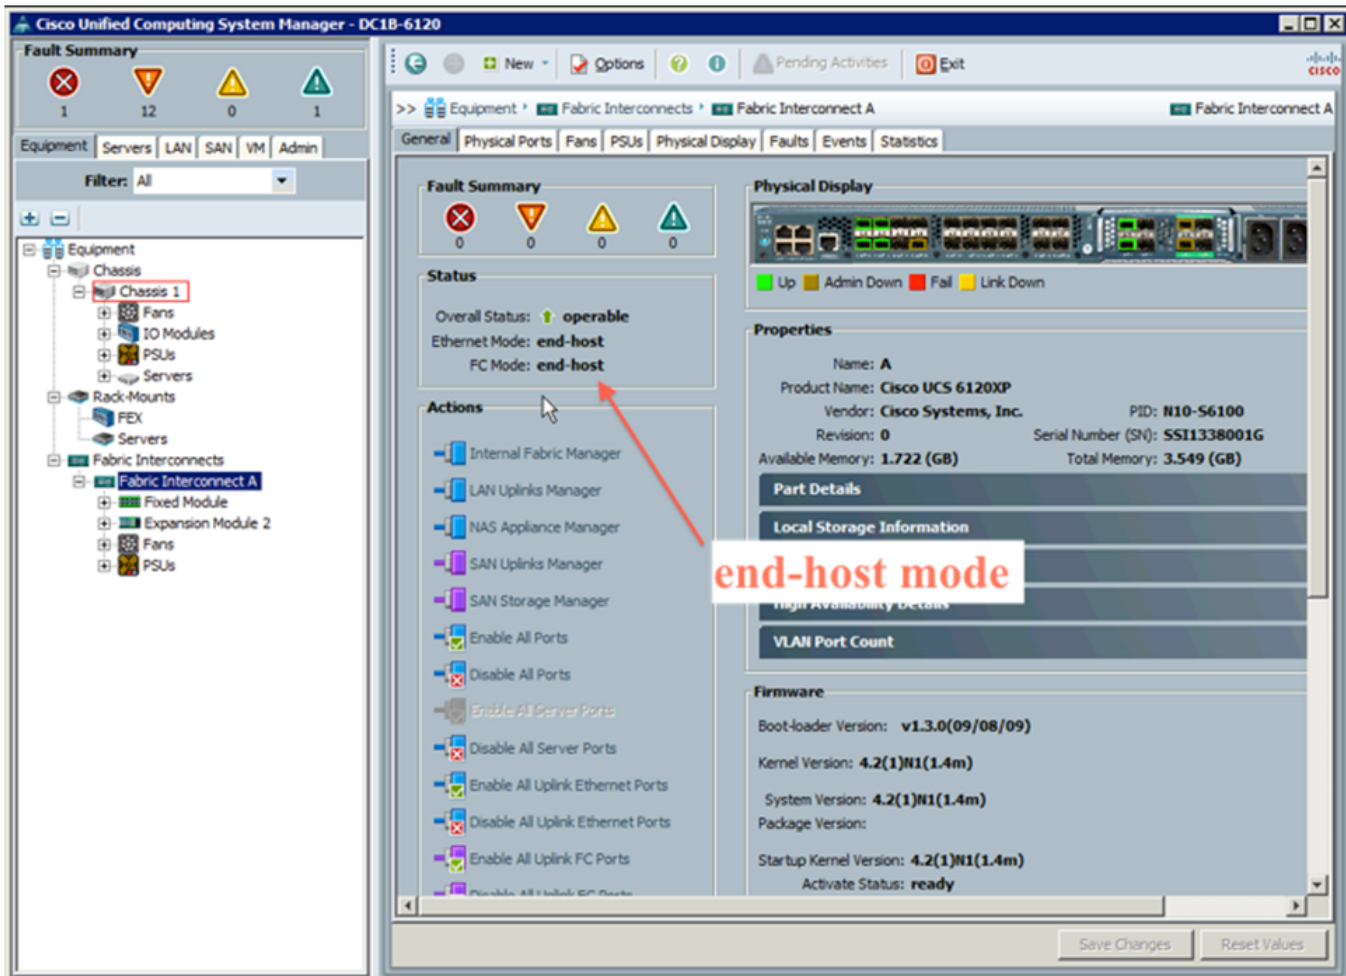 Cisco Unified Computing System Manager - DC1B-6120
Fault Summary
1 12 0 1
Equipment Servers LAN SAN VM Admin
Filter: All
Equipment
Chassis
Chassis 1
Fans
IO Modules
PSUs
Servers
Rack-Mounts
FEX
Servers
Fabric Interconnects
Fabric Interconnect A
Fixed Module
Expansion Module 2
Fans
PSUs
New Options Pending Activities Exit
CISCO
>> Equipment Fabric Interconnects Fabric Interconnect A Fabric Interconnect A
General Physical Ports Fans PSUs Physical Display Faults Events Statistics
Fault Summary
0 0 0 0
Status
Overall Status: operable
Ethernet Mode: end-host
FC Mode: end-host
Actions
Internal Fabric Manager
LAN Uplinks Manager
NAS Appliance Manager
SAN Uplinks Manager
SAN Storage Manager
Enable All Ports
Disable All Ports
Enable All Server Ports
Disable All Server Ports
Enable All Uplink Ethernet Ports
Disable All Uplink Ethernet Ports
Enable All Uplink FC Ports
Disable All Uplink FC Ports
Physical Display
Up Admin Down Fail Link Down
Properties
Name: A
Product Name: Cisco UCS 6120XP
Vendor: Cisco Systems, Inc. PID: N10-S6100
Revision: 0 Serial Number (SN): SSI1338001G
Available Memory: 1.722 (GB) Total Memory: 3.549 (GB)
Part Details
Local Storage Information
end-host mode
High Availability Details
VLAN Port Count
Firmware
Boot-loader Version: v1.3.0(09/08/09)
Kernel Version: 4.2(1)N1(1.4m)
System Version: 4.2(1)N1(1.4m)
Package Version:
Startup Kernel Version: 4.2(1)N1(1.4m)
Activate Status: ready
Save Changes Reset Values